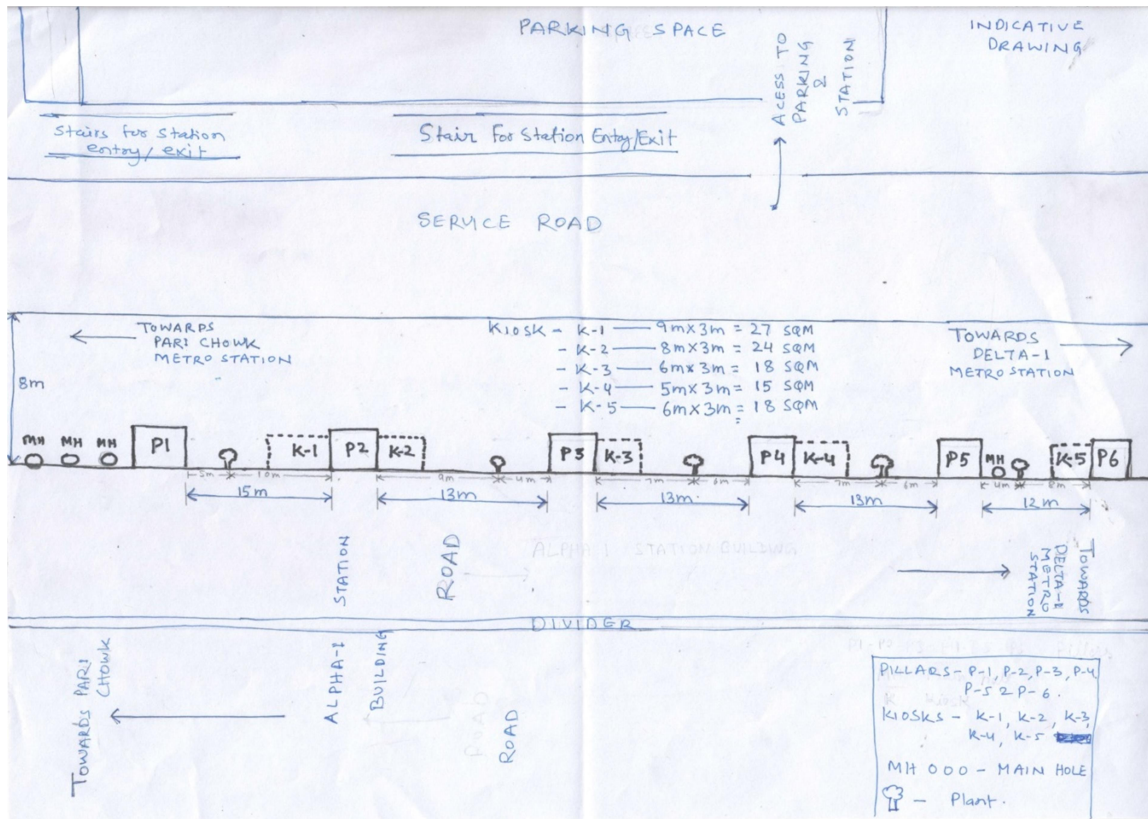 PARKING SPACE
INDICATIVE
DRAWING
ACESS TO
PARKING
&
STATION
Stairs for Station
entry/exit
Stair For Station Entry/Exit
SERVICE ROAD
TOWARDS
PARI CHOWK
METRO STATION
KIOSK - K-1 — 9m×3m = 27 SQM
- K-2 — 8m×3m = 24 SQM
- K-3 — 6m×3m = 18 SQM
- K-4 — 5m×3m = 15 SQM
- K-5 — 6m×3m = 18 SQM
TOWARDS
DELTA-1
METRO STATION
8m
MH MH MH P1 K-1 P2 K-2 P3 K-3 P4 K-4 P5 MH K-5 P6
5m 10m 9m 4m 7m 6m 7m 6m 4m 8m
15m 13m 13m 13m 12m
ALPHA-1 STATION BUILDING
ROAD
TOWARDS
DELTA-1
METRO
STATION
DIVIDER
TOWARDS PARI
CHOWK
ROAD
PILLARS - P-1, P-2, P-3, P-4
P-5 & P-6.
KIOSKS - K-1, K-2, K-3,
K-4, K-5
MH OOO - MAIN HOLE
- Plant.